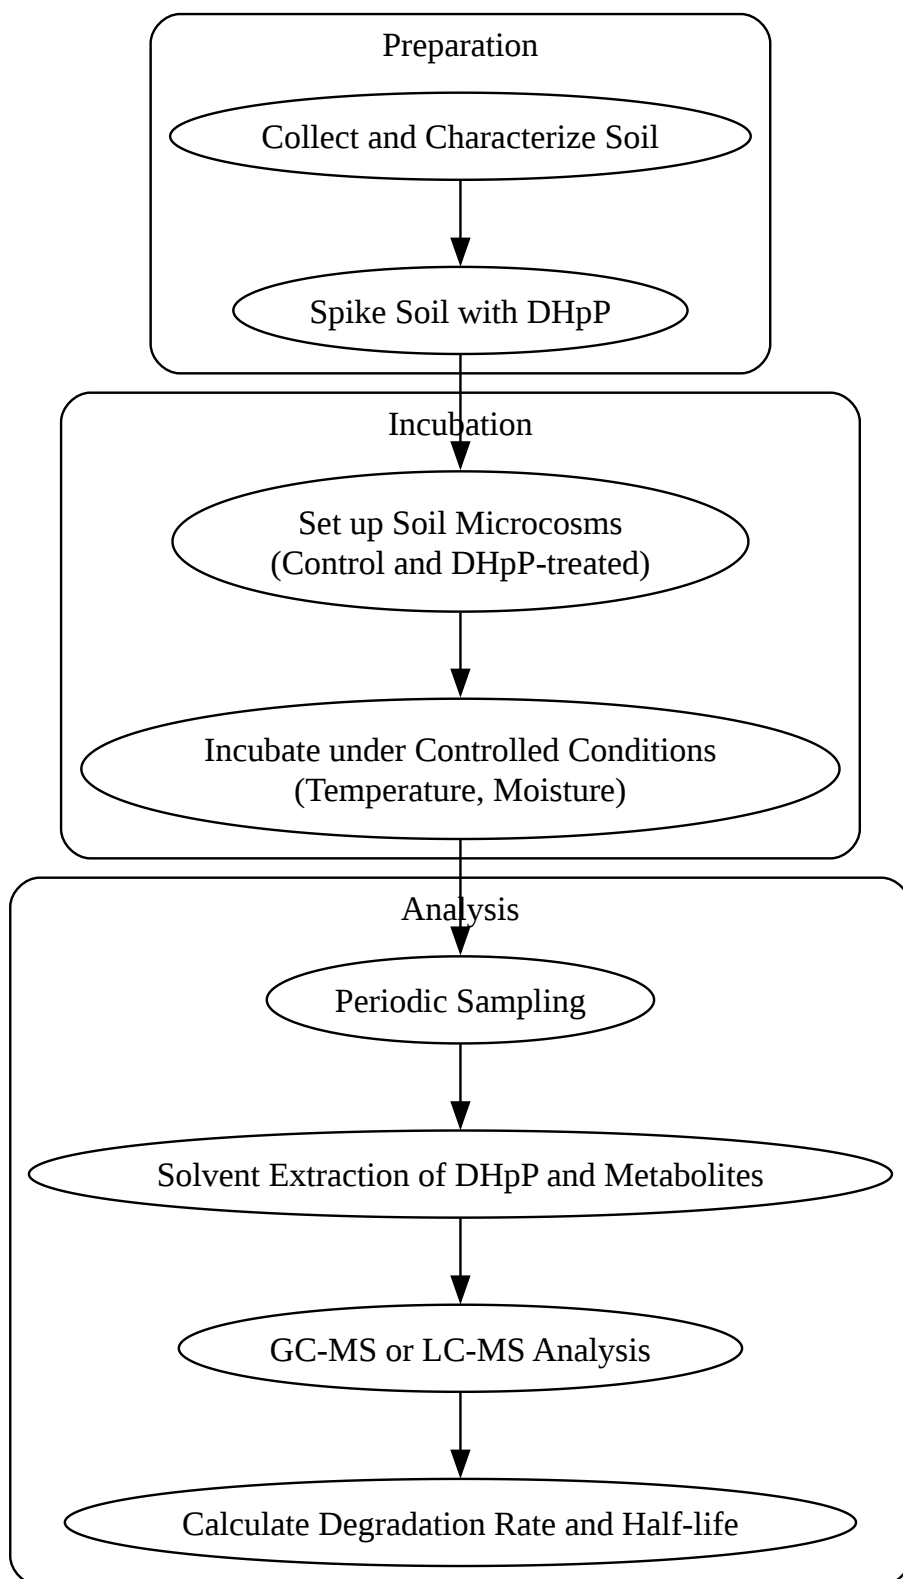 Preparation
Collect and Characterize Soil
Spike Soil with DHpP
Incubation
Set up Soil Microcosms
(Control and DHpP-treated)
Incubate under Controlled Conditions
(Temperature, Moisture)
Analysis
Periodic Sampling
Solvent Extraction of DHpP and Metabolites
GC-MS or LC-MS Analysis
Calculate Degradation Rate and Half-life